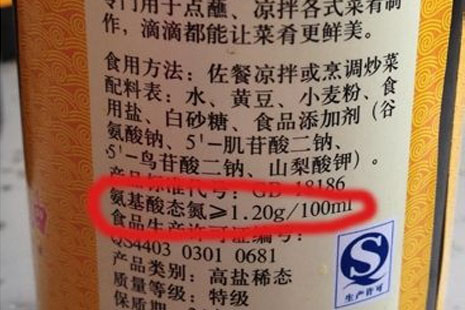 专门用于点蘸、凉拌各式菜肴制
作，滴滴都能让菜肴更鲜美。
食用方法：佐餐凉拌或烹调炒菜
配料表：水、黄豆、小麦粉、食
用盐、白砂糖、食品添加剂（谷
氨酸钠、5'-肌苷酸二钠、
5'-鸟苷酸二钠、山梨酸钾）。
产品标准代号：GB 18186
氨基酸态氮≥1.20g/100ml
食品生产许可证编号：
QS4403 0301 0681
产品类别：高盐稀态
质量等级：特级
保质期
生产许可